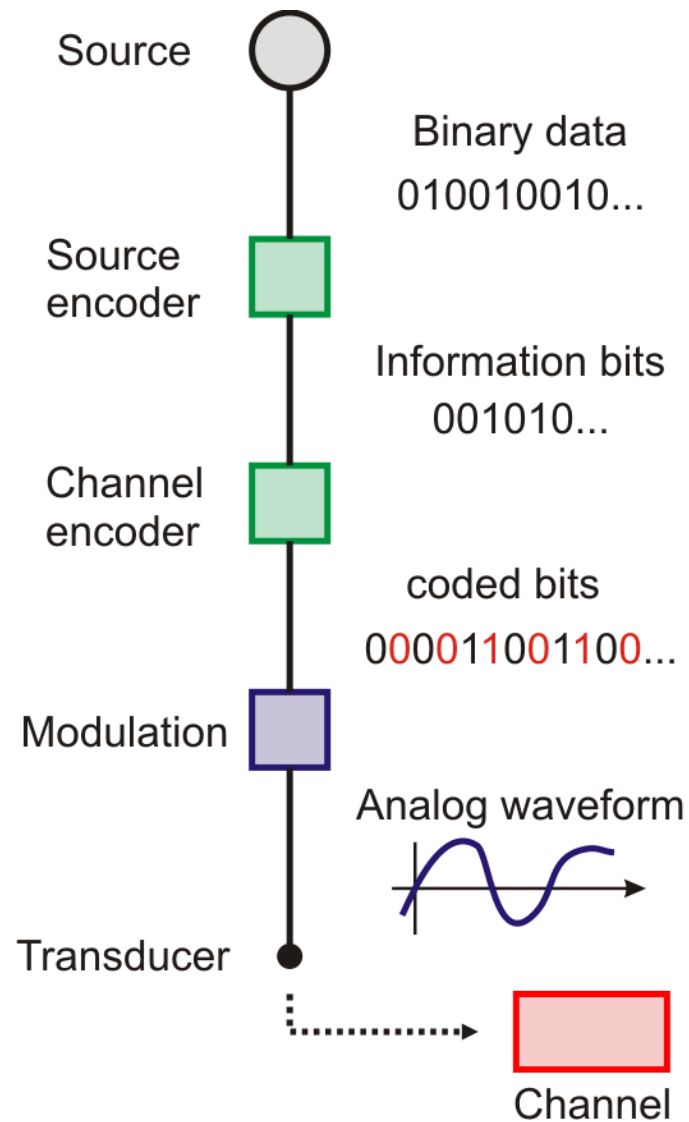 Source
Binary data
010010010...
Source
encoder
Information bits
001010...
Channel
encoder
coded bits
000011001100...
Modulation
Analog waveform
Transducer
Channel